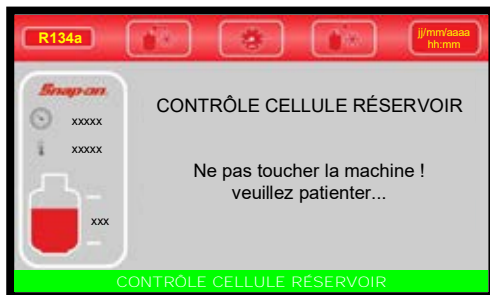 R134a
jj/mm/aaaa
hh:mm
Snap-on
xxxxx
xxxxx
xxx
CONTRÔLE CELLULE RÉSERVOIR
Ne pas toucher la machine !
veuillez patienter...
CONTRÔLE CELLULE RÉSERVOIR